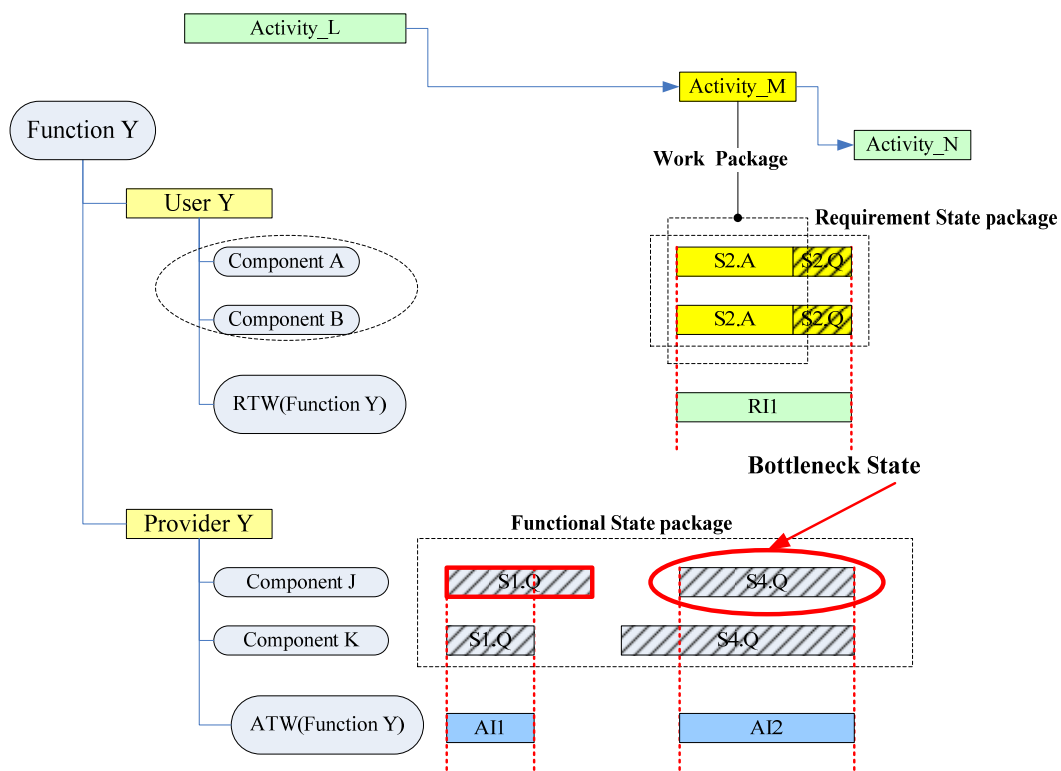 Activity_L
Activity_M
Function Y
Activity_N
Work Package
User Y
Requirement State package
Component A
S2.A
S2.Q
Component B
S2.A
S2.Q
RTW(Function Y)
RI1
Bottleneck State
Provider Y
Functional State package
Component J
S1.Q
S4.Q
Component K
S1.Q
S4.Q
ATW(Function Y)
AI1
AI2